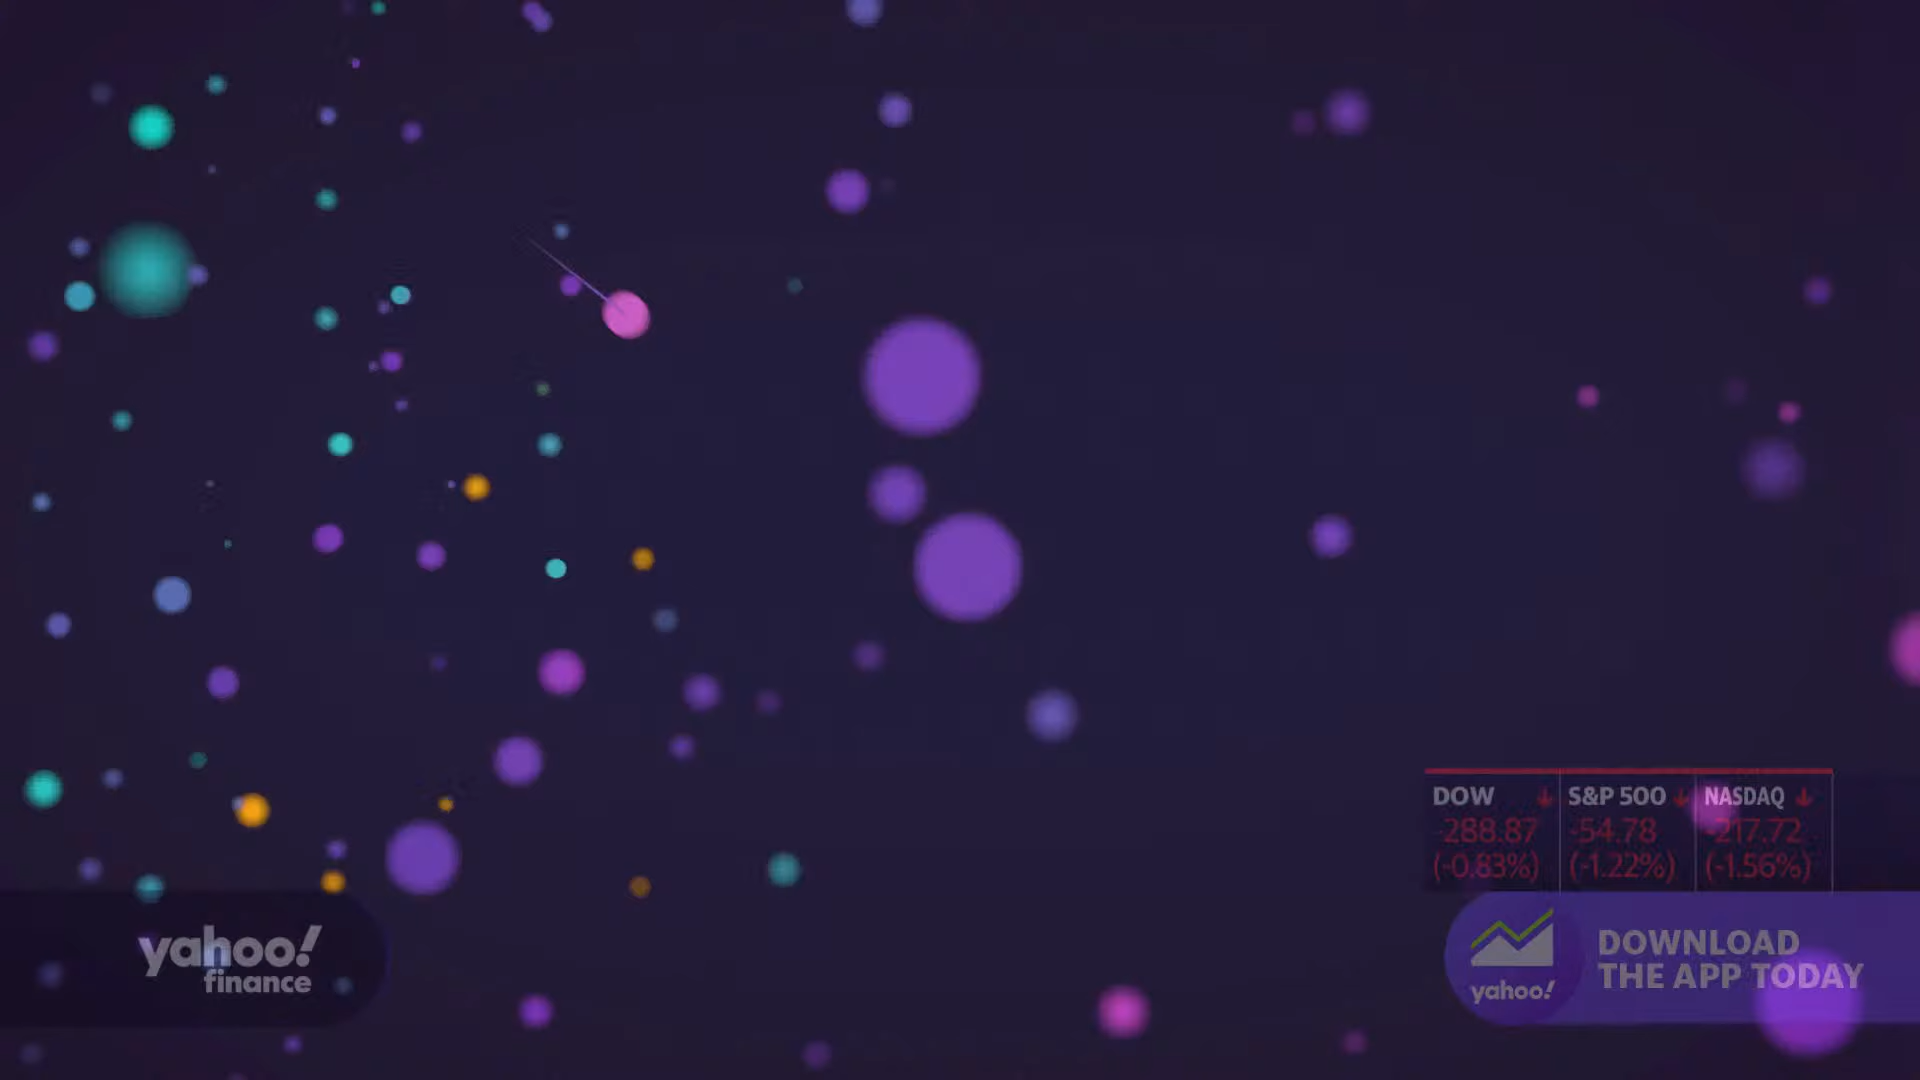 DOW
-288.87
(-0.83%)
S&P 500
-54.78
(-1.22%)
NASDAQ
-217.72
(-1.56%)
yahoo!
finance
yahoo!
DOWNLOAD
THE APP TODAY